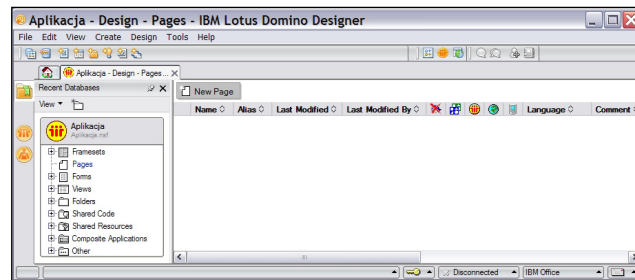 Aplikacja - Design - Pages - IBM Lotus Domino Designer
File Edit View Create Design Tools Help
Aplikacja - Design - Pages ...
Recent Databases
New Page
View
Name Alias Last Modified Last Modified By Language Comment
Aplikacja
Aplikacja.nsf
Framesets
Pages
Forms
Views
Folders
Shared Code
Shared Resources
Composite Applications
Other
Disconnected IBM Office